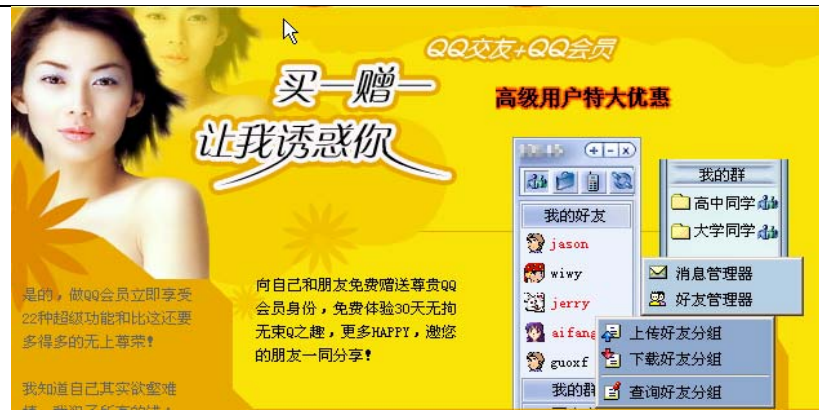 QQ交友+QQ会员
买一赠一
让我诱惑你
高级用户特大优惠
是的，做QQ会员立即享受
22种超级功能和比这还要
多得多的无上尊荣！
我知道自己其实欲壑难
向自己和朋友免费赠送尊贵QQ
会员身份，免费体验30天无拘
无束Q之趣，更多HAPPY，邀您
的朋友一同分享！
我的好友
jason
wiwy
jerry
aifang
guoxf
我的群
我的群
高中同学
大学同学
消息管理器
好友管理器
上传好友分组
下载好友分组
查询好友分组